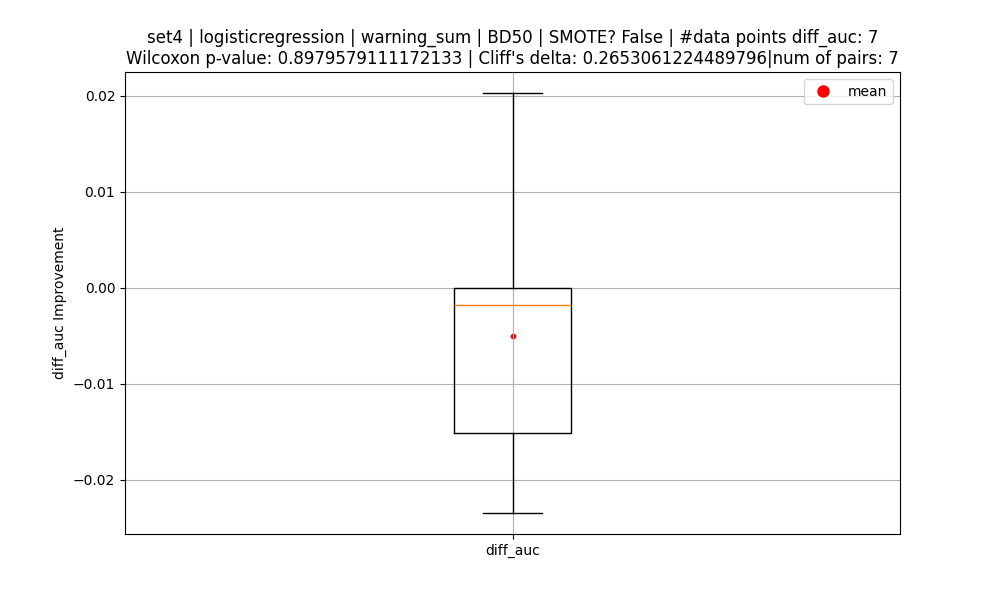 set4 | logisticregression | warning_sum | BD50 | SMOTE? False | #data points diff_auc: 7
Wilcoxon p-value: 0.8979579111172133 | Cliff's delta: 0.2653061224489796|num of pairs: 7
mean
0.02
0.01
0.00
−0.01
−0.02
diff_auc Improvement
diff_auc